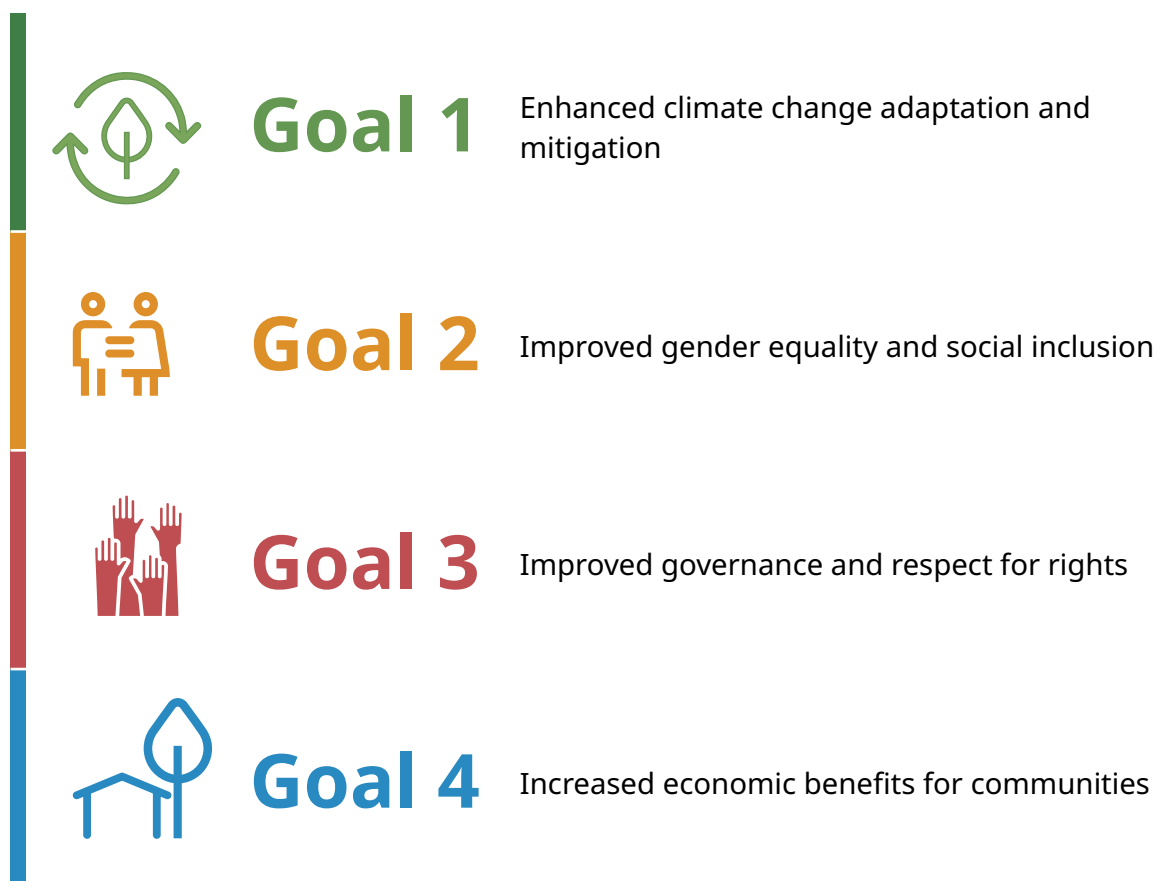 Goal 1
Enhanced climate change adaptation and
mitigation
Goal 2
Improved gender equality and social inclusion
Goal 3
Improved governance and respect for rights
Goal 4
Increased economic benefits for communities